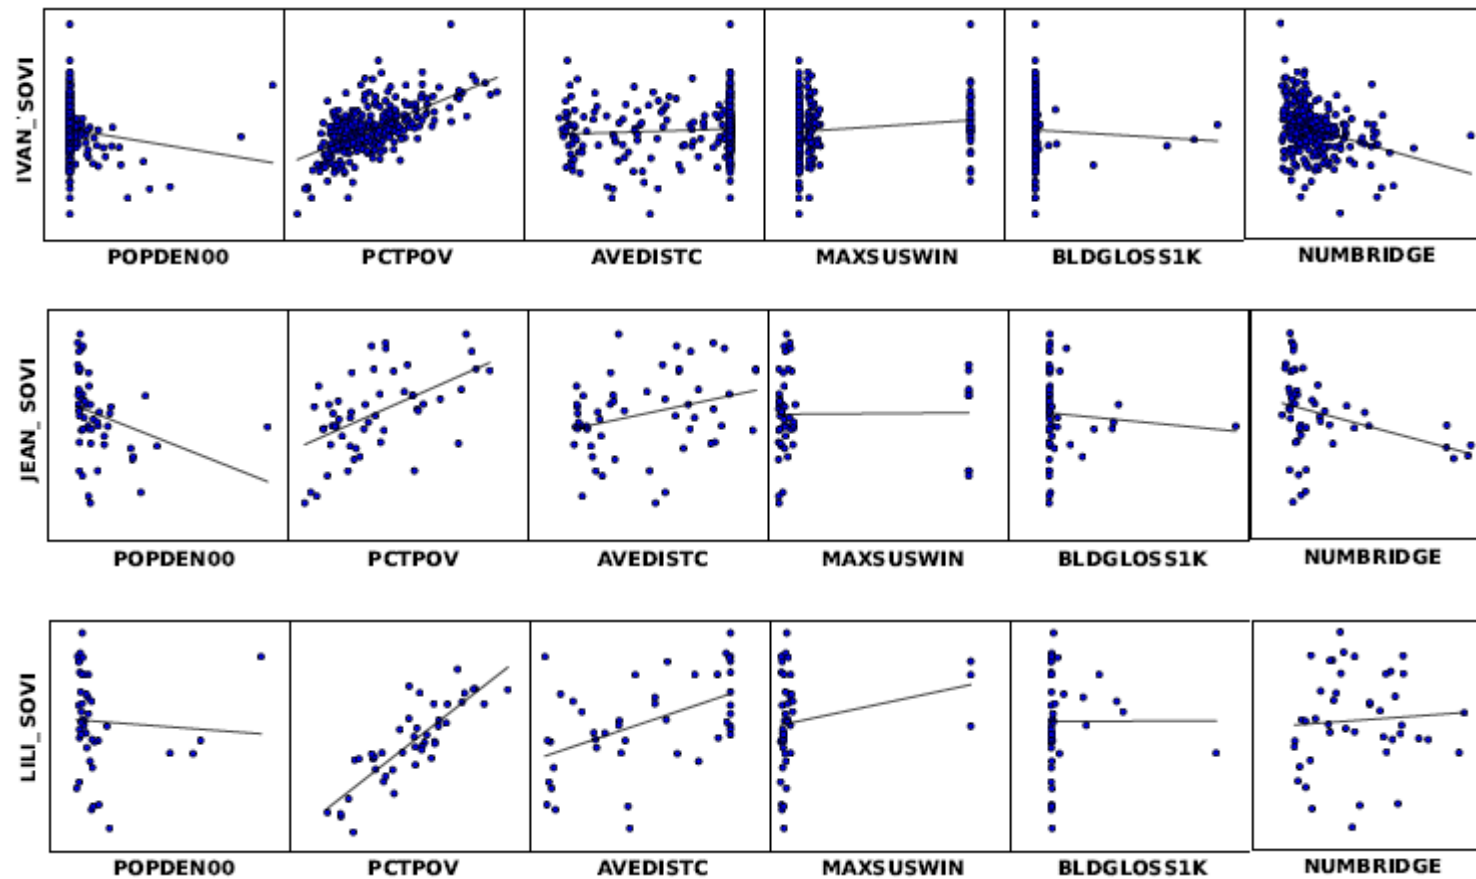 IVAN_SOVI
POPDEN00 PCTPOV AVEDISTC MAXSUSWIN BLDGLOSS1K NUMBRIDGE
JEAN_SOVI
POPDEN00 PCTPOV AVEDISTC MAXSUSWIN BLDGLOSS1K NUMBRIDGE
LILI_SOVI
POPDEN00 PCTPOV AVEDISTC MAXSUSWIN BLDGLOSS1K NUMBRIDGE